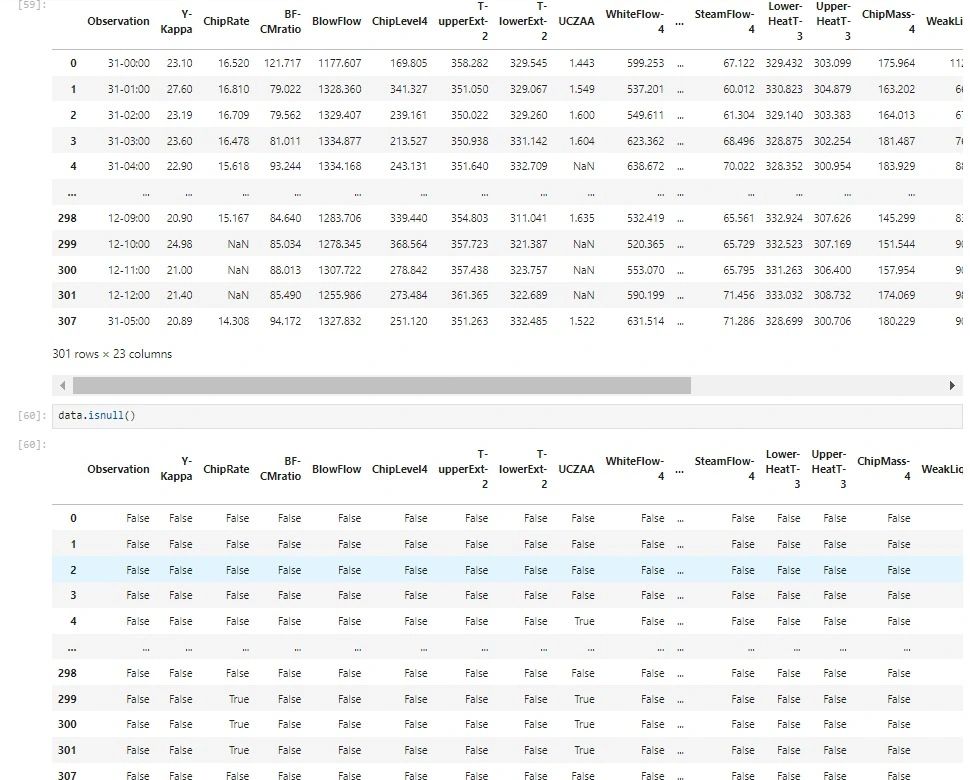 [59]:
Observation Y-Kappa ChipRate BF-CMratio BlowFlow ChipLevel4 T-upperExt-2 T-lowerExt-2 UCZAA WhiteFlow-4 ... SteamFlow-4 Lower-HeatT-3 Upper-HeatT-3 ChipMass-4 WeakLi
0 31-00:00 23.10 16.520 121.717 1177.607 169.805 358.282 329.545 1.443 599.253 ... 67.122 329.432 303.099 175.964 11
1 31-01:00 27.60 16.810 79.022 1328.360 341.327 351.050 329.067 1.549 537.201 ... 60.012 330.823 304.879 163.202
2 31-02:00 23.19 16.709 79.562 1329.407 239.161 350.022 329.260 1.600 549.611 ... 61.304 329.140 303.383 164.013
3 31-03:00 23.60 16.478 81.011 1334.877 213.527 350.938 331.142 1.604 623.362 ... 68.496 328.875 302.254 181.487
4 31-04:00 22.90 15.618 93.244 1334.168 243.131 351.640 332.709 NaN 638.672 ... 70.022 328.352 300.954 183.929
... ... ... ... ... ... ... ... ... ... ... ... ... ... ... ...
298 12-09:00 20.90 15.167 84.640 1283.706 339.440 354.803 311.041 1.635 532.419 ... 65.561 332.924 307.626 145.299
299 12-10:00 24.98 NaN 85.034 1278.345 368.564 357.723 321.387 NaN 520.365 ... 65.729 332.523 307.169 151.544
300 12-11:00 21.00 NaN 88.013 1307.722 278.842 357.438 323.757 NaN 553.070 ... 65.795 331.263 306.400 157.954
301 12-12:00 21.40 NaN 85.490 1255.986 273.484 361.365 322.689 NaN 590.199 ... 71.456 333.032 308.732 174.069
307 31-05:00 20.89 14.308 94.172 1327.832 251.120 351.263 332.485 1.522 631.514 ... 71.286 328.699 300.706 180.229
301 rows × 23 columns
[60]: data.isnull()
[60]:
Observation Y-Kappa ChipRate BF-CMratio BlowFlow ChipLevel4 T-upperExt-2 T-lowerExt-2 UCZAA WhiteFlow-4 ... SteamFlow-4 Lower-HeatT-3 Upper-HeatT-3 ChipMass-4 WeakLi
0 False False False False False False False False False False ... False False False False
1 False False False False False False False False False False ... False False False False
2 False False False False False False False False False False ... False False False False
3 False False False False False False False False False False ... False False False False
4 False False False False False False False False True False ... False False False False
... ... ... ... ... ... ... ... ... ... ... ... ... ... ... ...
298 False False False False False False False False False False ... False False False False
299 False False True False False False False False True False ... False False False False
300 False False True False False False False False True False ... False False False False
301 False False True False False False False False True False ... False False False False
307 False False False False False False False False False False ... False False False False